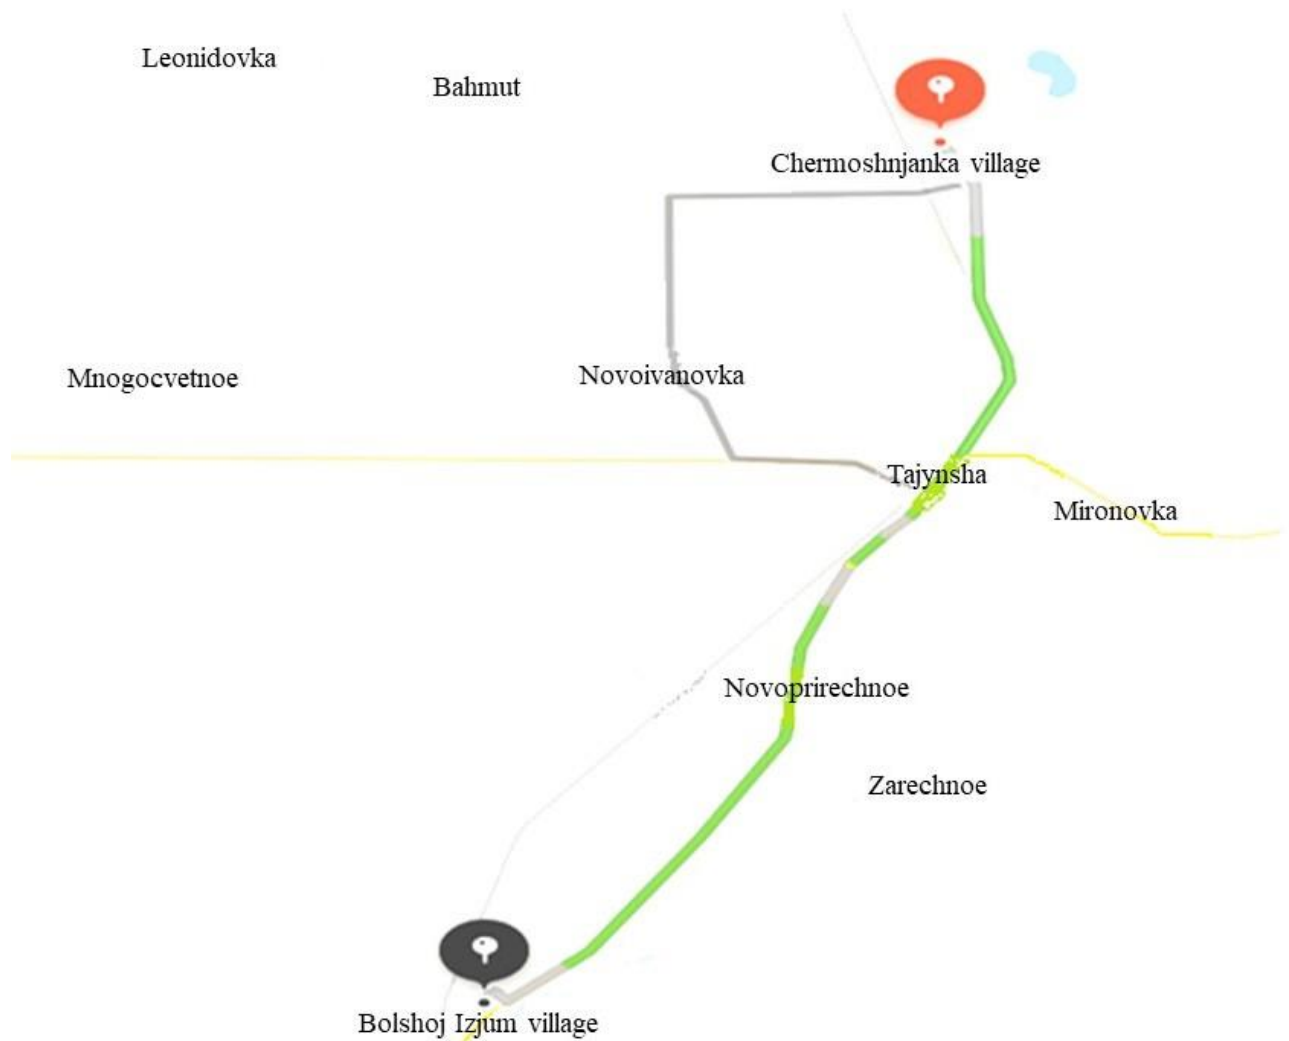 Leonidovka
Bahmut
Chermoshnjanka village
Mnogocvetnoe
Novoivanovka
Tajynsha
Mironovka
Novoprirechnoe
Zarechnoe
Bolshoj Izjum village